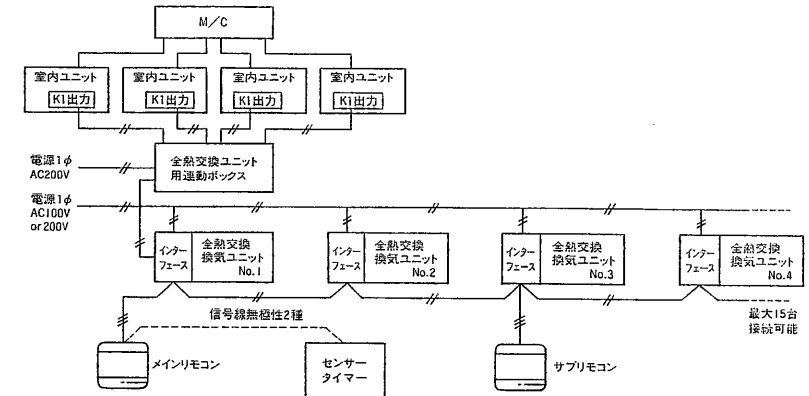 M/C
室内ユニット
K1出力
室内ユニット
K1出力
室内ユニット
K1出力
室内ユニット
K1出力
電源1φ
AC200V
全熱交換ユニット
用連動ボックス
電源1φ
AC100V
or200V
インター
フェース
全熱交換
換気ユニット
No.1
インター
フェース
全熱交換
換気ユニット
No.2
インター
フェース
全熱交換
換気ユニット
No.3
インター
フェース
全熱交換
換気ユニット
No.4
信号線無極性2種
最大15台
接続可能
メインリモコン
センサー
タイマー
サブリモコン